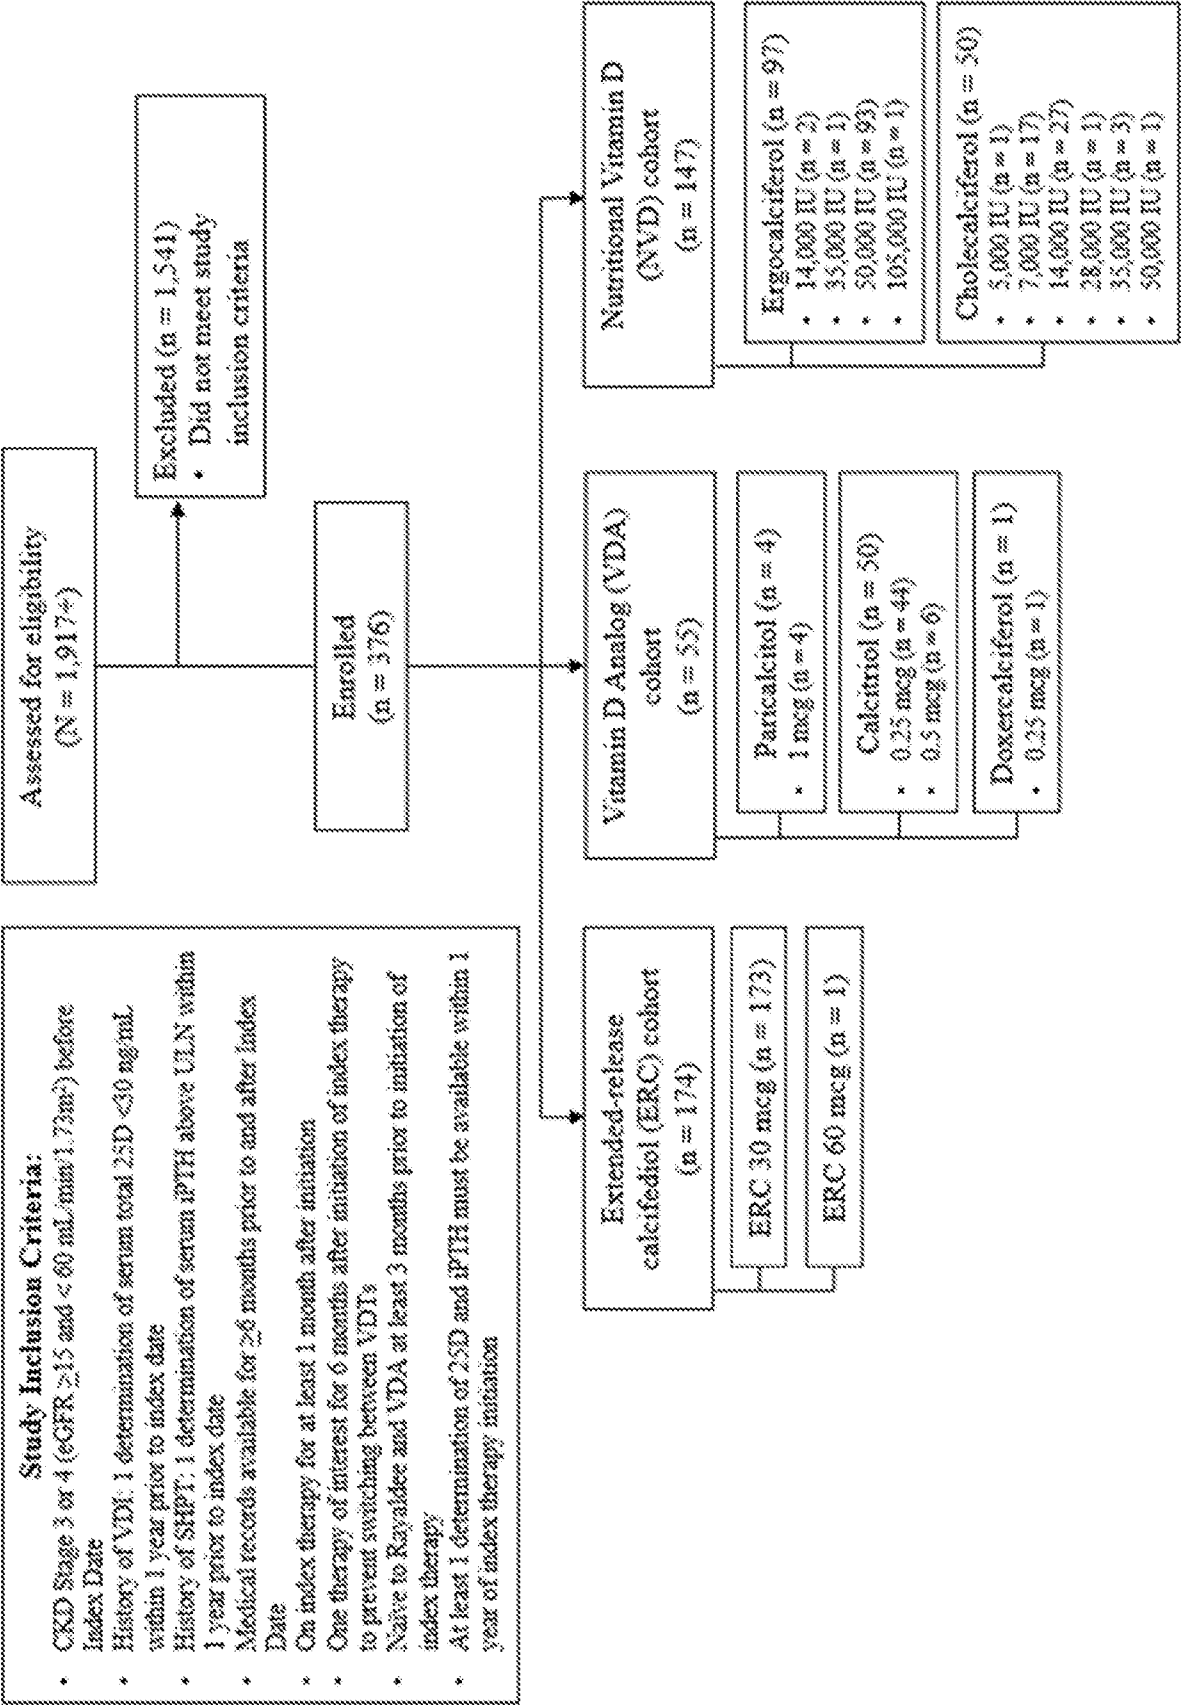 Study Inclusion Criteria:
• CKD Stage 3 or 4 (eGFR ≥15 and < 60 mL/min/1.73m²) before
Index Date
• History of VDI: 1 determination of serum total 25D <30 ng/mL
within 1 year prior to index date
• History of SHPT: 1 determination of serum iPTH above ULN within
1 year prior to index date
• Medical records available for ≥6 months prior to and after Index
Date
• On index therapy for at least 1 month after initiation
• One therapy of interest for 6 months after initiation of index therapy
to prevent switching between VDTs
• Naïve to Rayaldee and VDA at least 3 months prior to initiation of
index therapy
• At least 1 determination of 25D and iPTH must be available within 1
year of index therapy initiation
Assessed for eligibility
(N = 1,917+)
Excluded (n = 1,541)
• Did not meet study
inclusion criteria
Enrolled
(n = 376)
Extended-release
calcifediol (ERC) cohort
(n = 174)
ERC 30 mcg (n = 173)
ERC 60 mcg (n = 1)
Vitamin D Analog (VDA)
cohort
(n = 55)
Paricalcitol (n = 4)
• 1 mcg (n = 4)
Calcitriol (n = 50)
• 0.25 mcg (n = 44)
• 0.5 mcg (n = 6)
Doxercalciferol (n = 1)
• 0.25 mcg (n = 1)
Nutritional Vitamin D
(NVD) cohort
(n = 147)
Ergocalciferol (n = 97)
• 14,000 IU (n = 2)
• 35,000 IU (n = 1)
• 50,000 IU (n = 93)
• 105,000 IU (n = 1)
Cholecalciferol (n = 50)
• 5,000 IU (n = 1)
• 7,000 IU (n = 17)
• 14,000 IU (n = 27)
• 28,000 IU (n = 1)
• 35,000 IU (n = 3)
• 50,000 IU (n = 1)